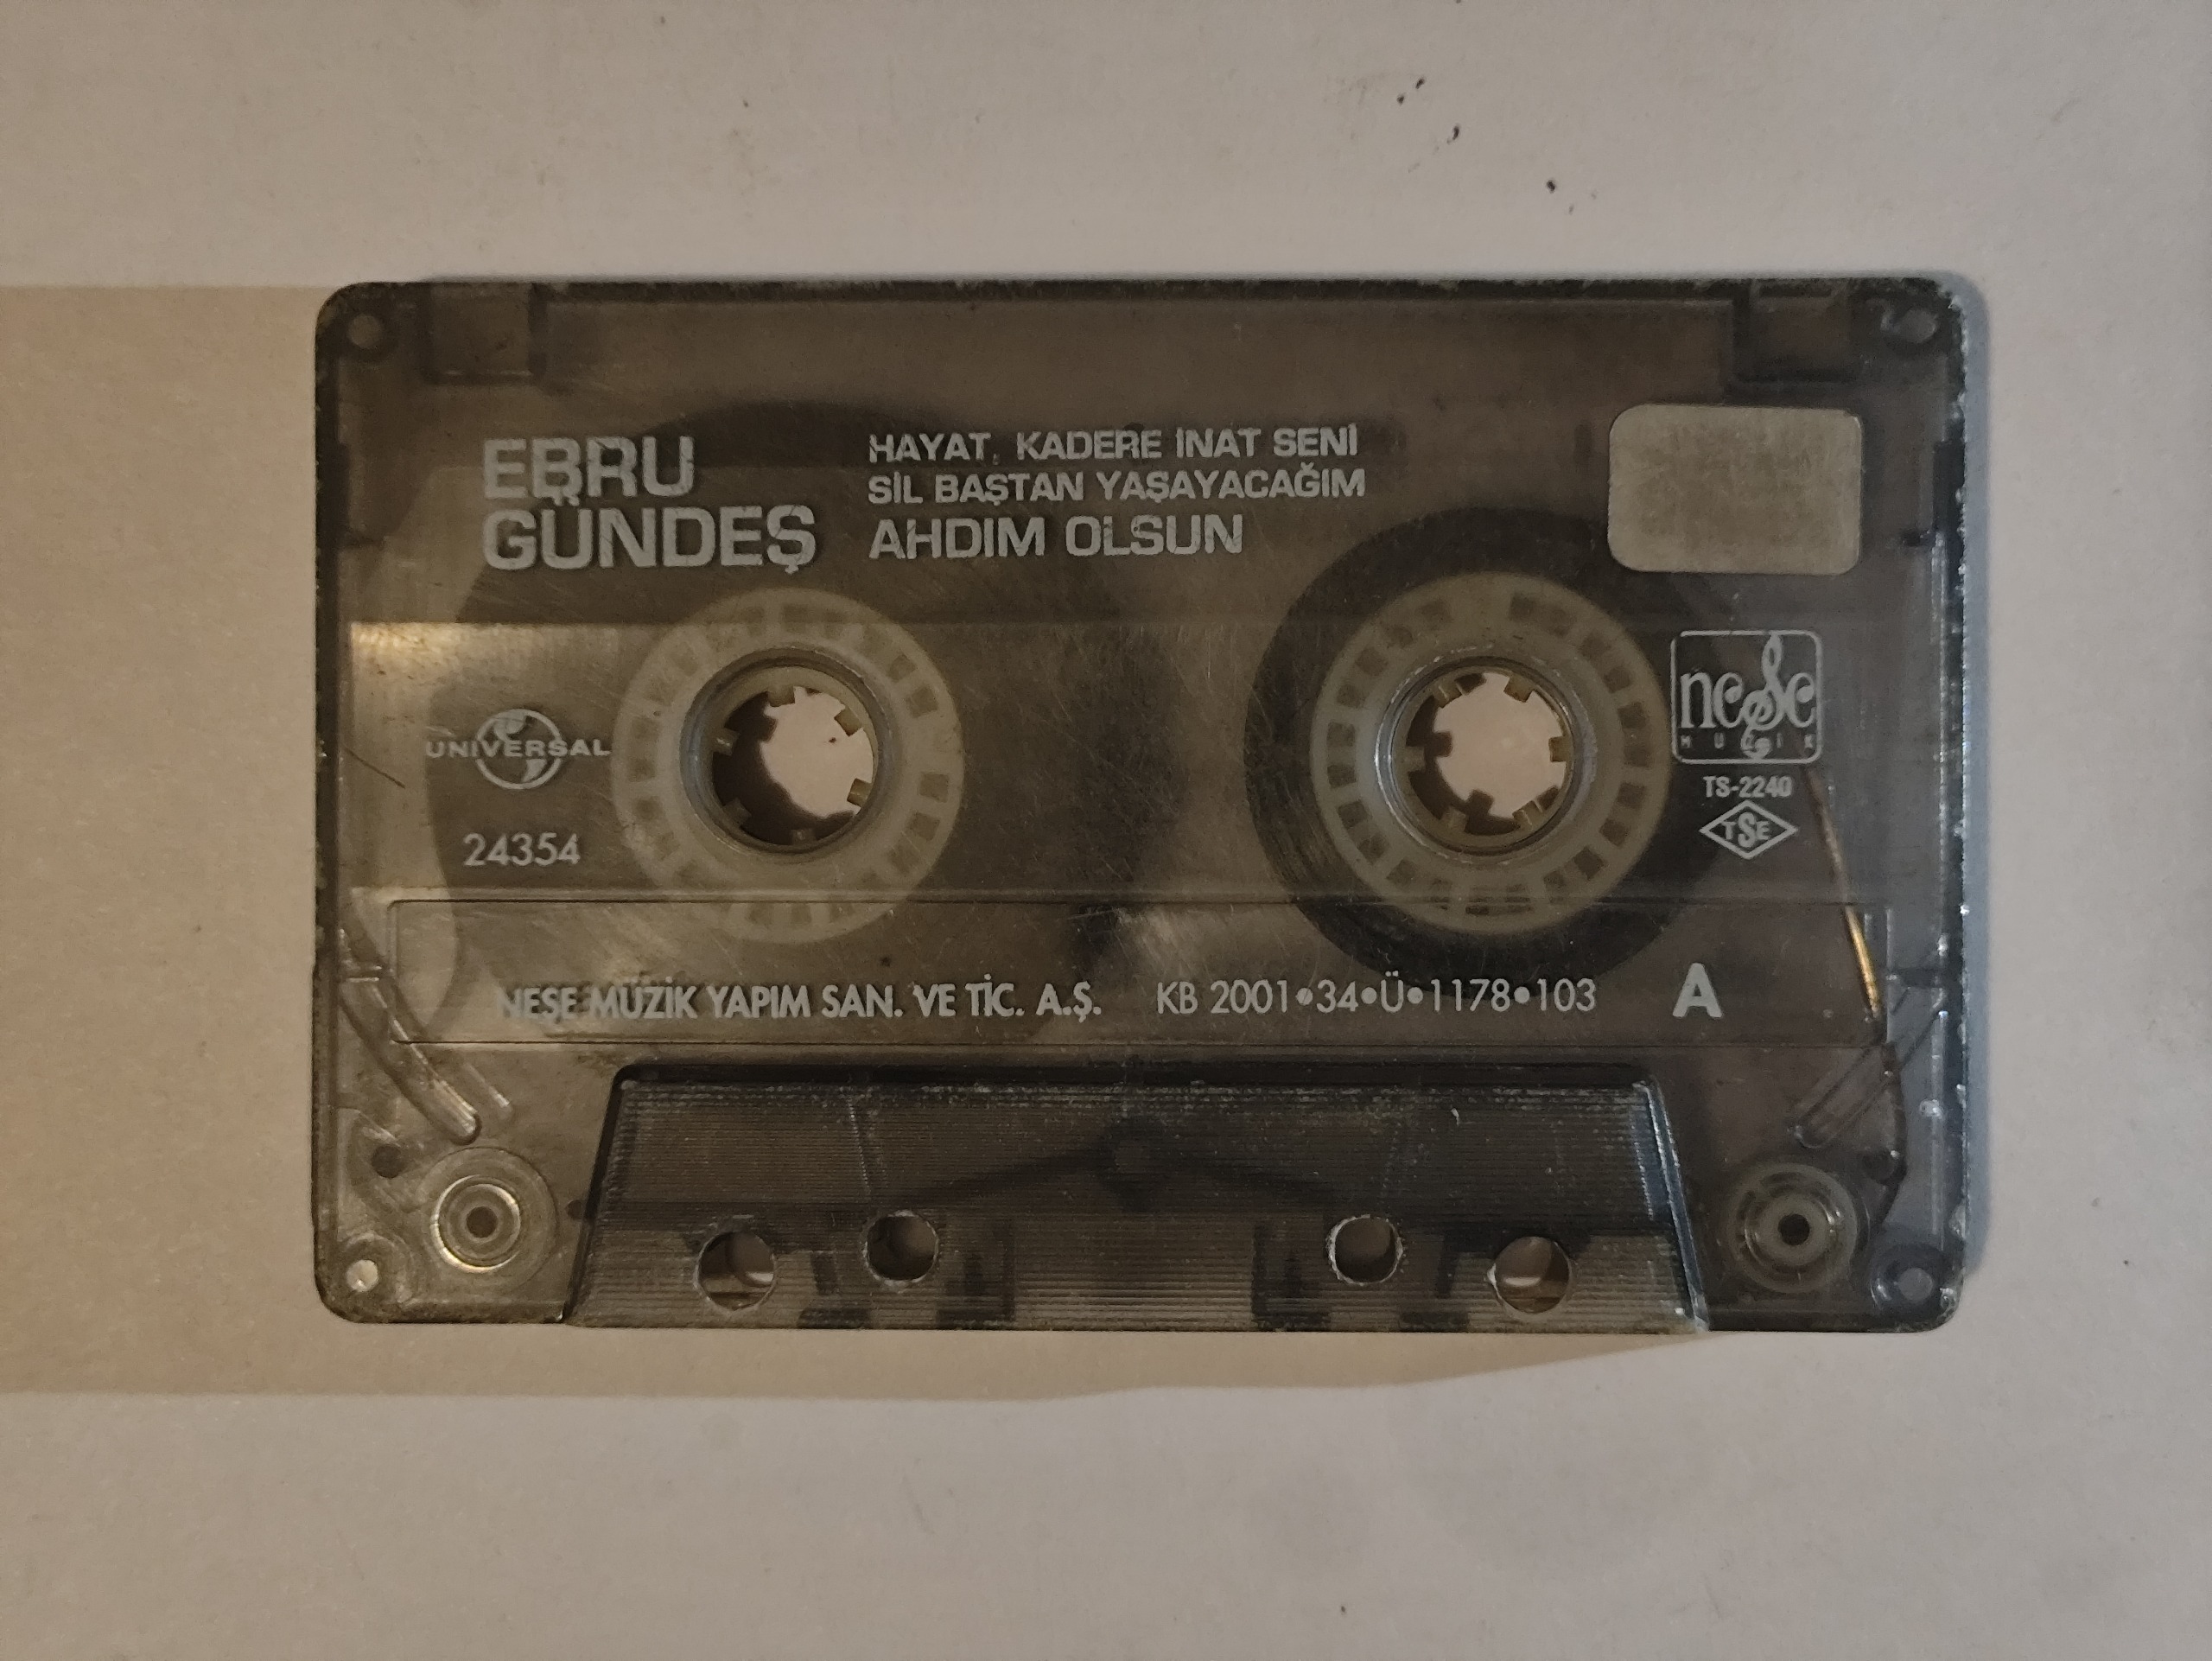 EBRU
GÜNDEŞ
HAYAT, KADERE İNAT SENİ
SİL BAŞTAN YAŞAYACAĞIM
AHDIM OLSUN
UNIVERSAL
24354
neşe
MÜZİK
TS-2240
TSE
NEŞE MÜZİK YAPIM SAN. VE TİC. A.Ş. KB 2001•34•Ü•1178•103 A